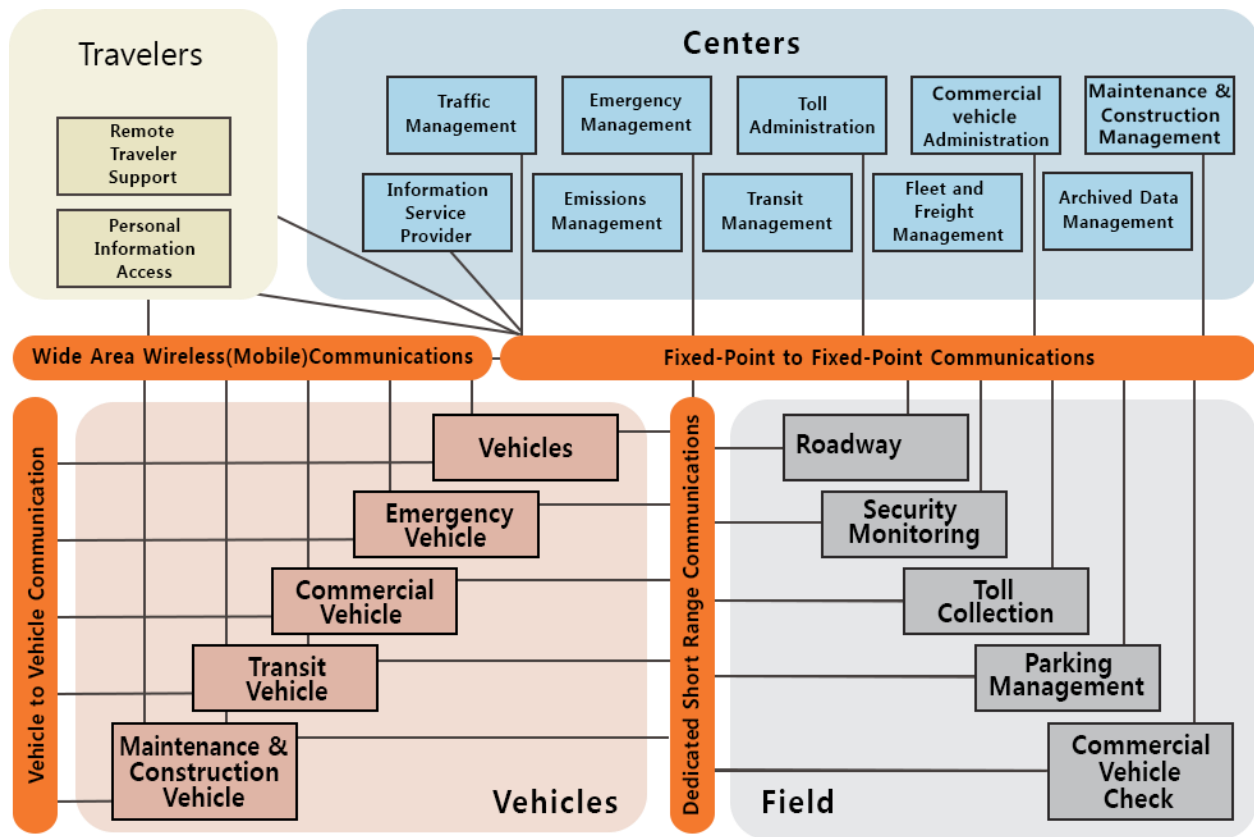 Travelers
Remote
Traveler
Support
Personal
Information
Access
Centers
Traffic
Management
Emergency
Management
Toll
Administration
Commercial
vehicle
Administration
Maintenance &
Construction
Management
Information
Service
Provider
Emissions
Management
Transit
Management
Fleet and
Freight
Management
Archived Data
Management
Wide Area Wireless(Mobile)Communications
Fixed-Point to Fixed-Point Communications
Vehicle to Vehicle Communication
Vehicles
Emergency
Vehicle
Commercial
Vehicle
Transit
Vehicle
Maintenance &
Construction
Vehicle
Vehicles
Dedicated Short Range Communications
Roadway
Security
Monitoring
Toll
Collection
Parking
Management
Commercial
Vehicle
Check
Field